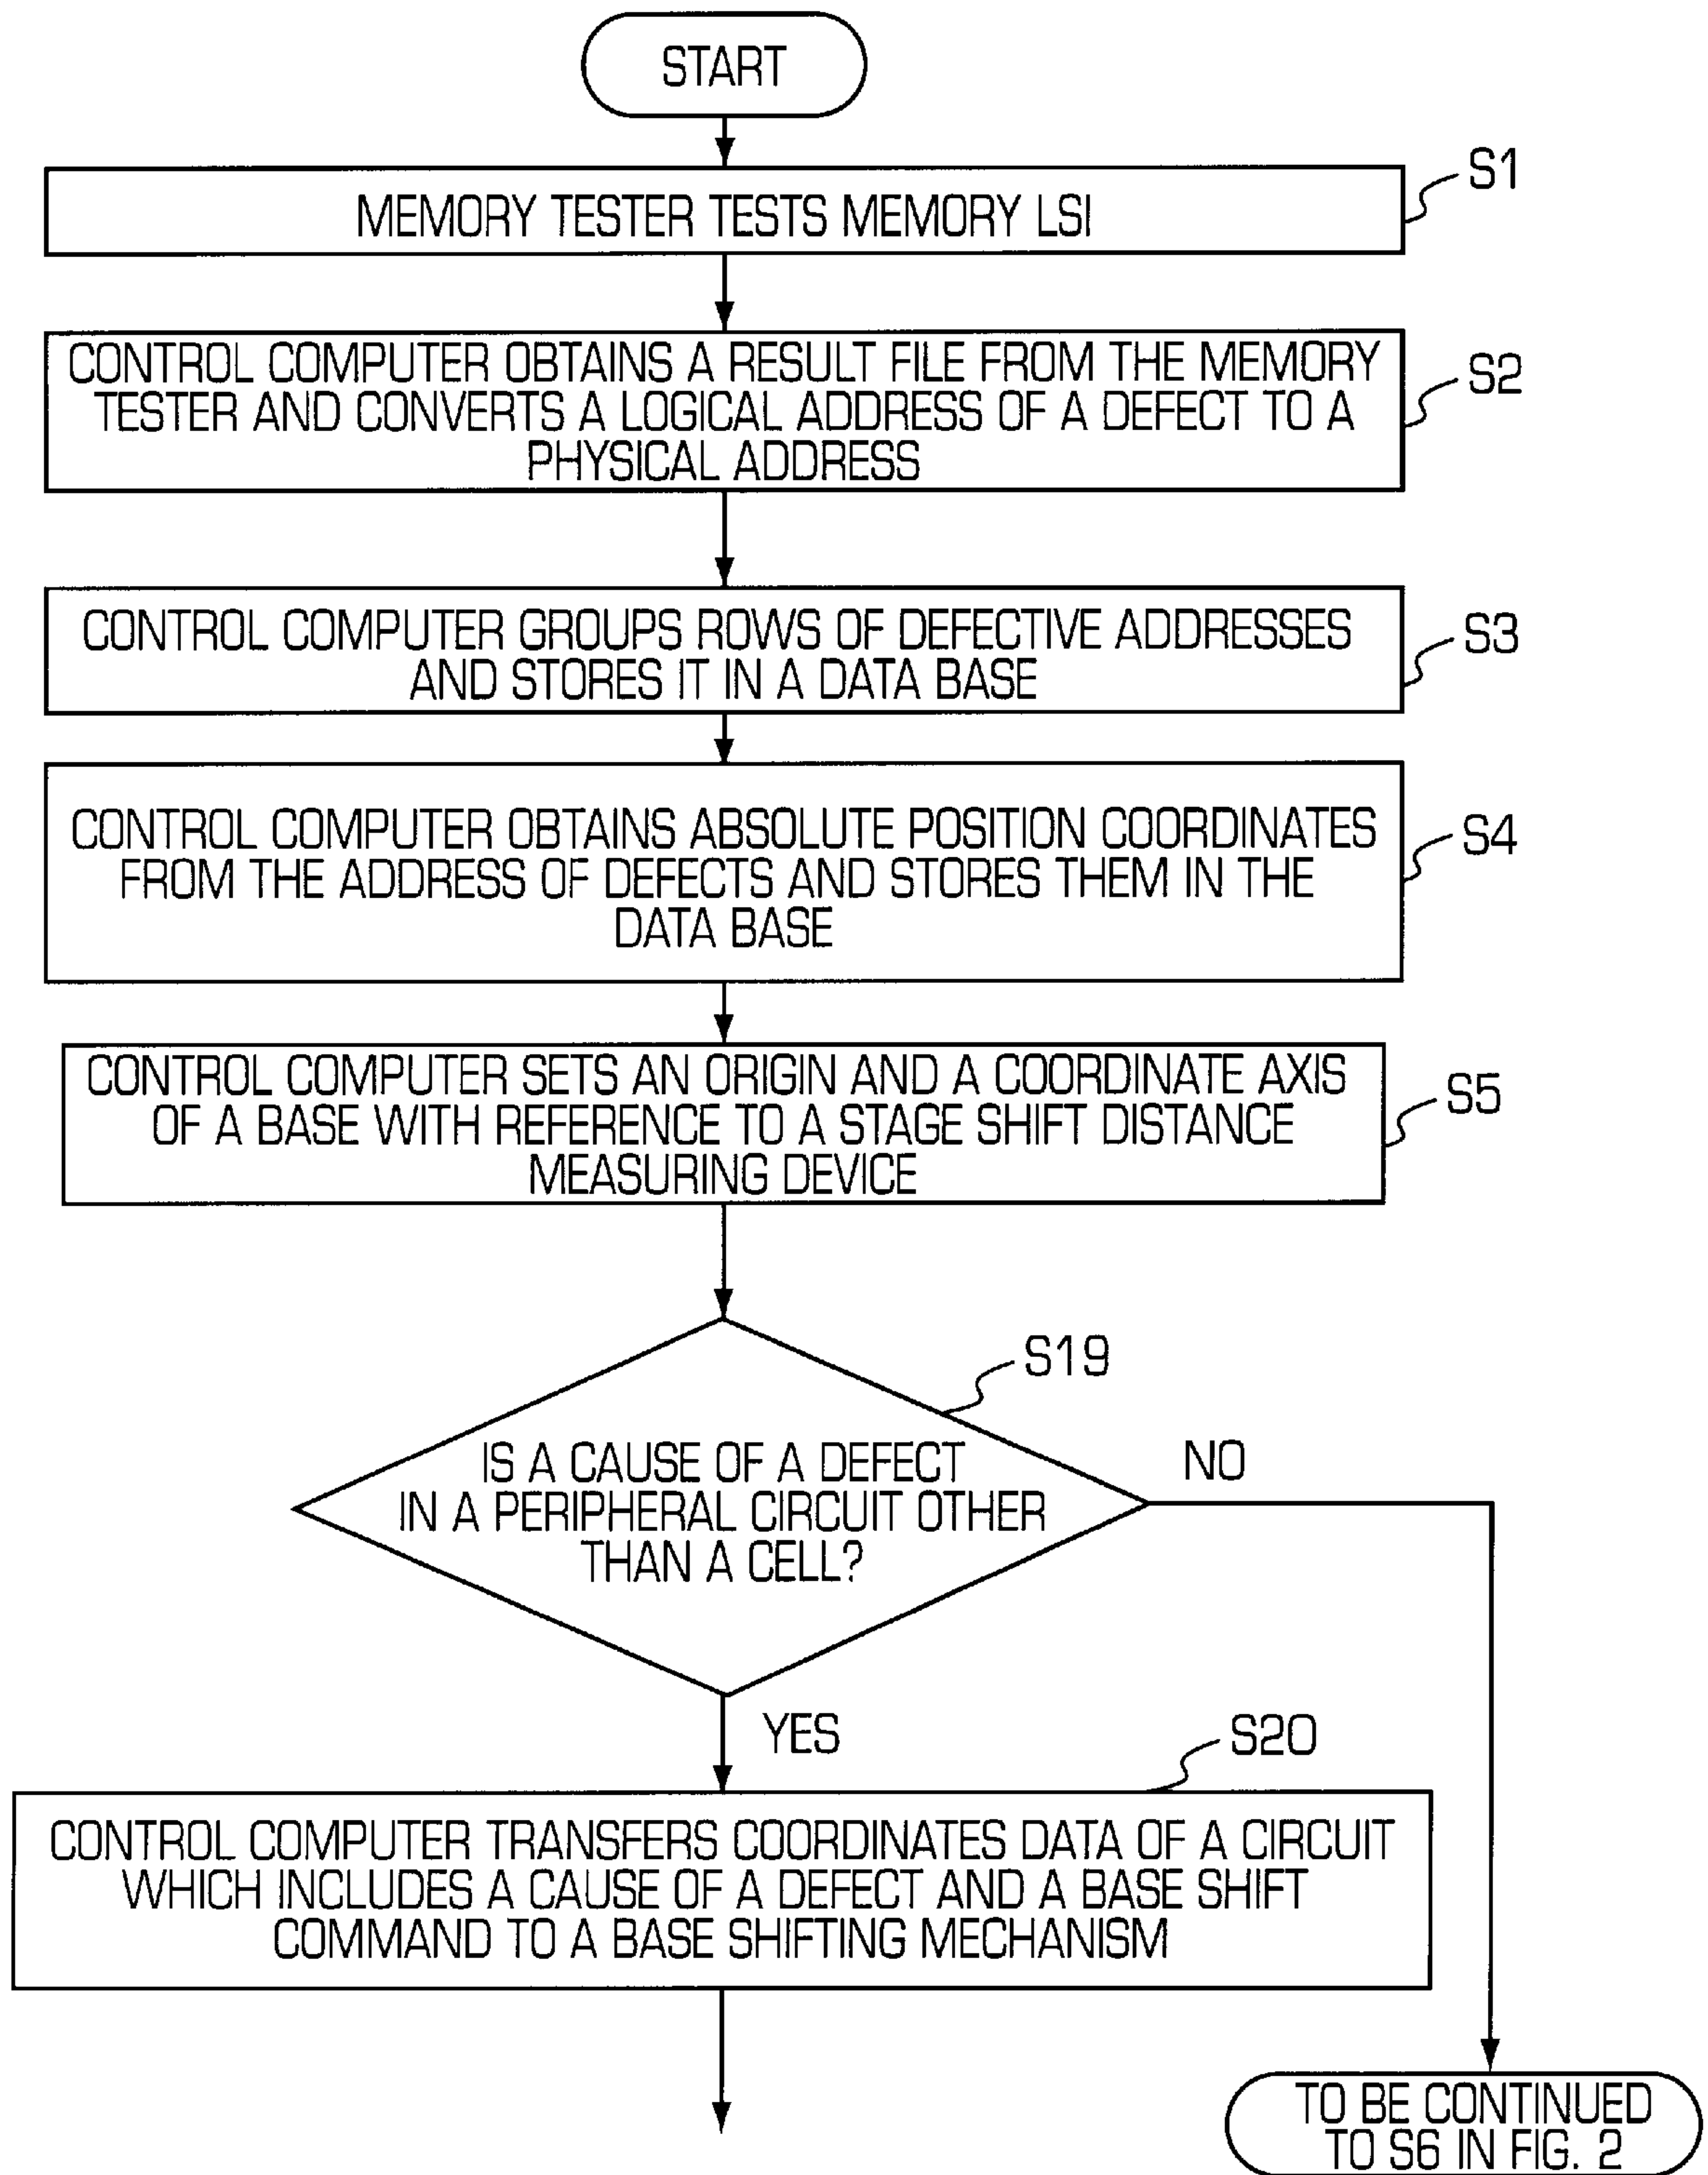 START
S1
MEMORY TESTER TESTS MEMORY LSI
S2
CONTROL COMPUTER OBTAINS A RESULT FILE FROM THE MEMORY
TESTER AND CONVERTS A LOGICAL ADDRESS OF A DEFECT TO A
PHYSICAL ADDRESS
S3
CONTROL COMPUTER GROUPS ROWS OF DEFECTIVE ADDRESSES
AND STORES IT IN A DATA BASE
S4
CONTROL COMPUTER OBTAINS ABSOLUTE POSITION COORDINATES
FROM THE ADDRESS OF DEFECTS AND STORES THEM IN THE
DATA BASE
S5
CONTROL COMPUTER SETS AN ORIGIN AND A COORDINATE AXIS
OF A BASE WITH REFERENCE TO A STAGE SHIFT DISTANCE
MEASURING DEVICE
S19
IS A CAUSE OF A DEFECT
IN A PERIPHERAL CIRCUIT OTHER
THAN A CELL?
NO
YES
S20
CONTROL COMPUTER TRANSFERS COORDINATES DATA OF A CIRCUIT
WHICH INCLUDES A CAUSE OF A DEFECT AND A BASE SHIFT
COMMAND TO A BASE SHIFTING MECHANISM
TO BE CONTINUED
TO S6 IN FIG. 2